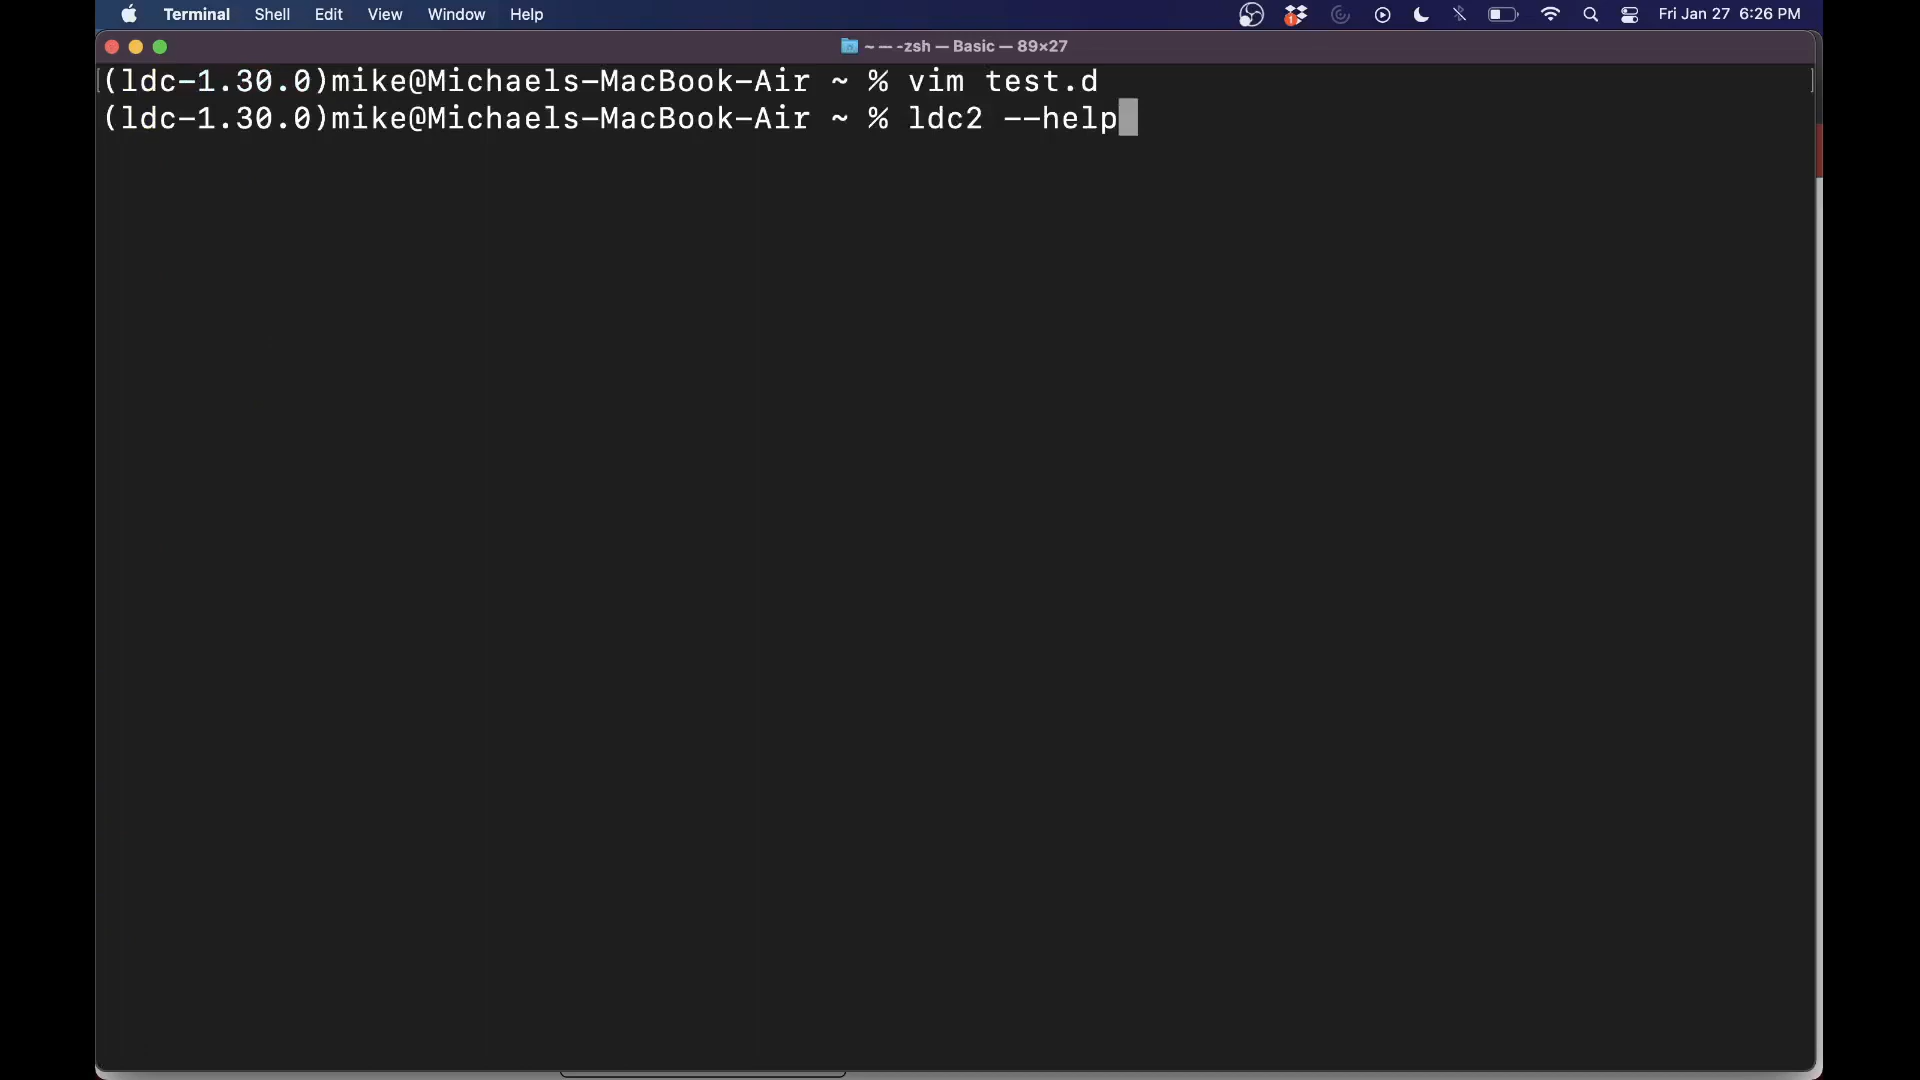 Terminal Shell Edit View Window Help 1 Fri Jan 27 6:26 PM
~ — -zsh — Basic — 89×27
(ldc-1.30.0)mike@Michaels-MacBook-Air ~ % vim test.d
(ldc-1.30.0)mike@Michaels-MacBook-Air ~ % ldc2 --help